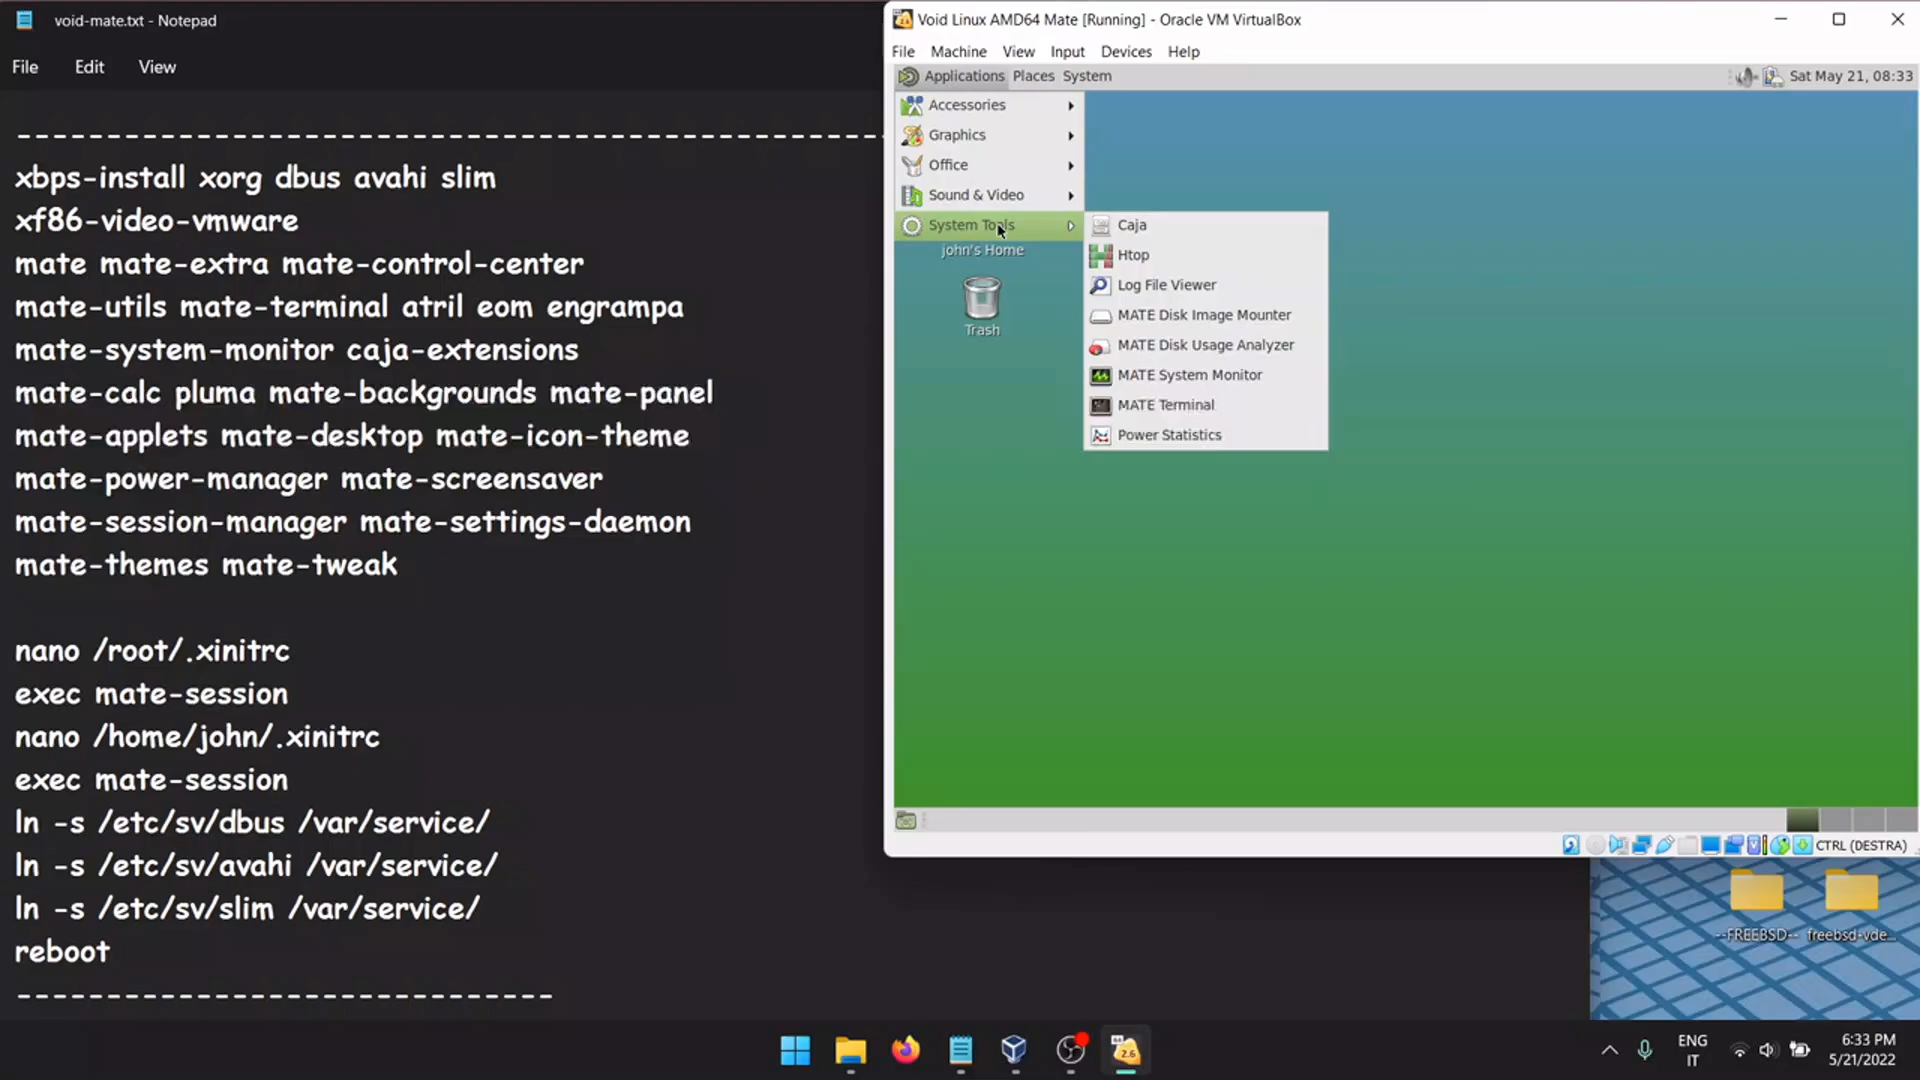 void-mate.txt - Notepad
File Edit View
------------------------------------------------
xbps-install xorg dbus avahi slim
xf86-video-vmware
mate mate-extra mate-control-center
mate-utils mate-terminal atril eom engrampa
mate-system-monitor caja-extensions
mate-calc pluma mate-backgrounds mate-panel
mate-applets mate-desktop mate-icon-theme
mate-power-manager mate-screensaver
mate-session-manager mate-settings-daemon
mate-themes mate-tweak
nano /root/.xinitrc
exec mate-session
nano /home/john/.xinitrc
exec mate-session
ln -s /etc/sv/dbus /var/service/
ln -s /etc/sv/avahi /var/service/
ln -s /etc/sv/slim /var/service/
reboot
------------------------------
Void Linux AMD64 Mate [Running] - Oracle VM VirtualBox
File Machine View Input Devices Help
Applications Places System
Sat May 21, 08:33
Accessories
Graphics
Office
Sound & Video
System Tools
john's Home
Trash
Caja
Htop
Log File Viewer
MATE Disk Image Mounter
MATE Disk Usage Analyzer
MATE System Monitor
MATE Terminal
Power Statistics
CTRL (DESTRA)
--FREEBSD--
freebsd-vde...
2.6
ENG
IT
6:33 PM
5/21/2022